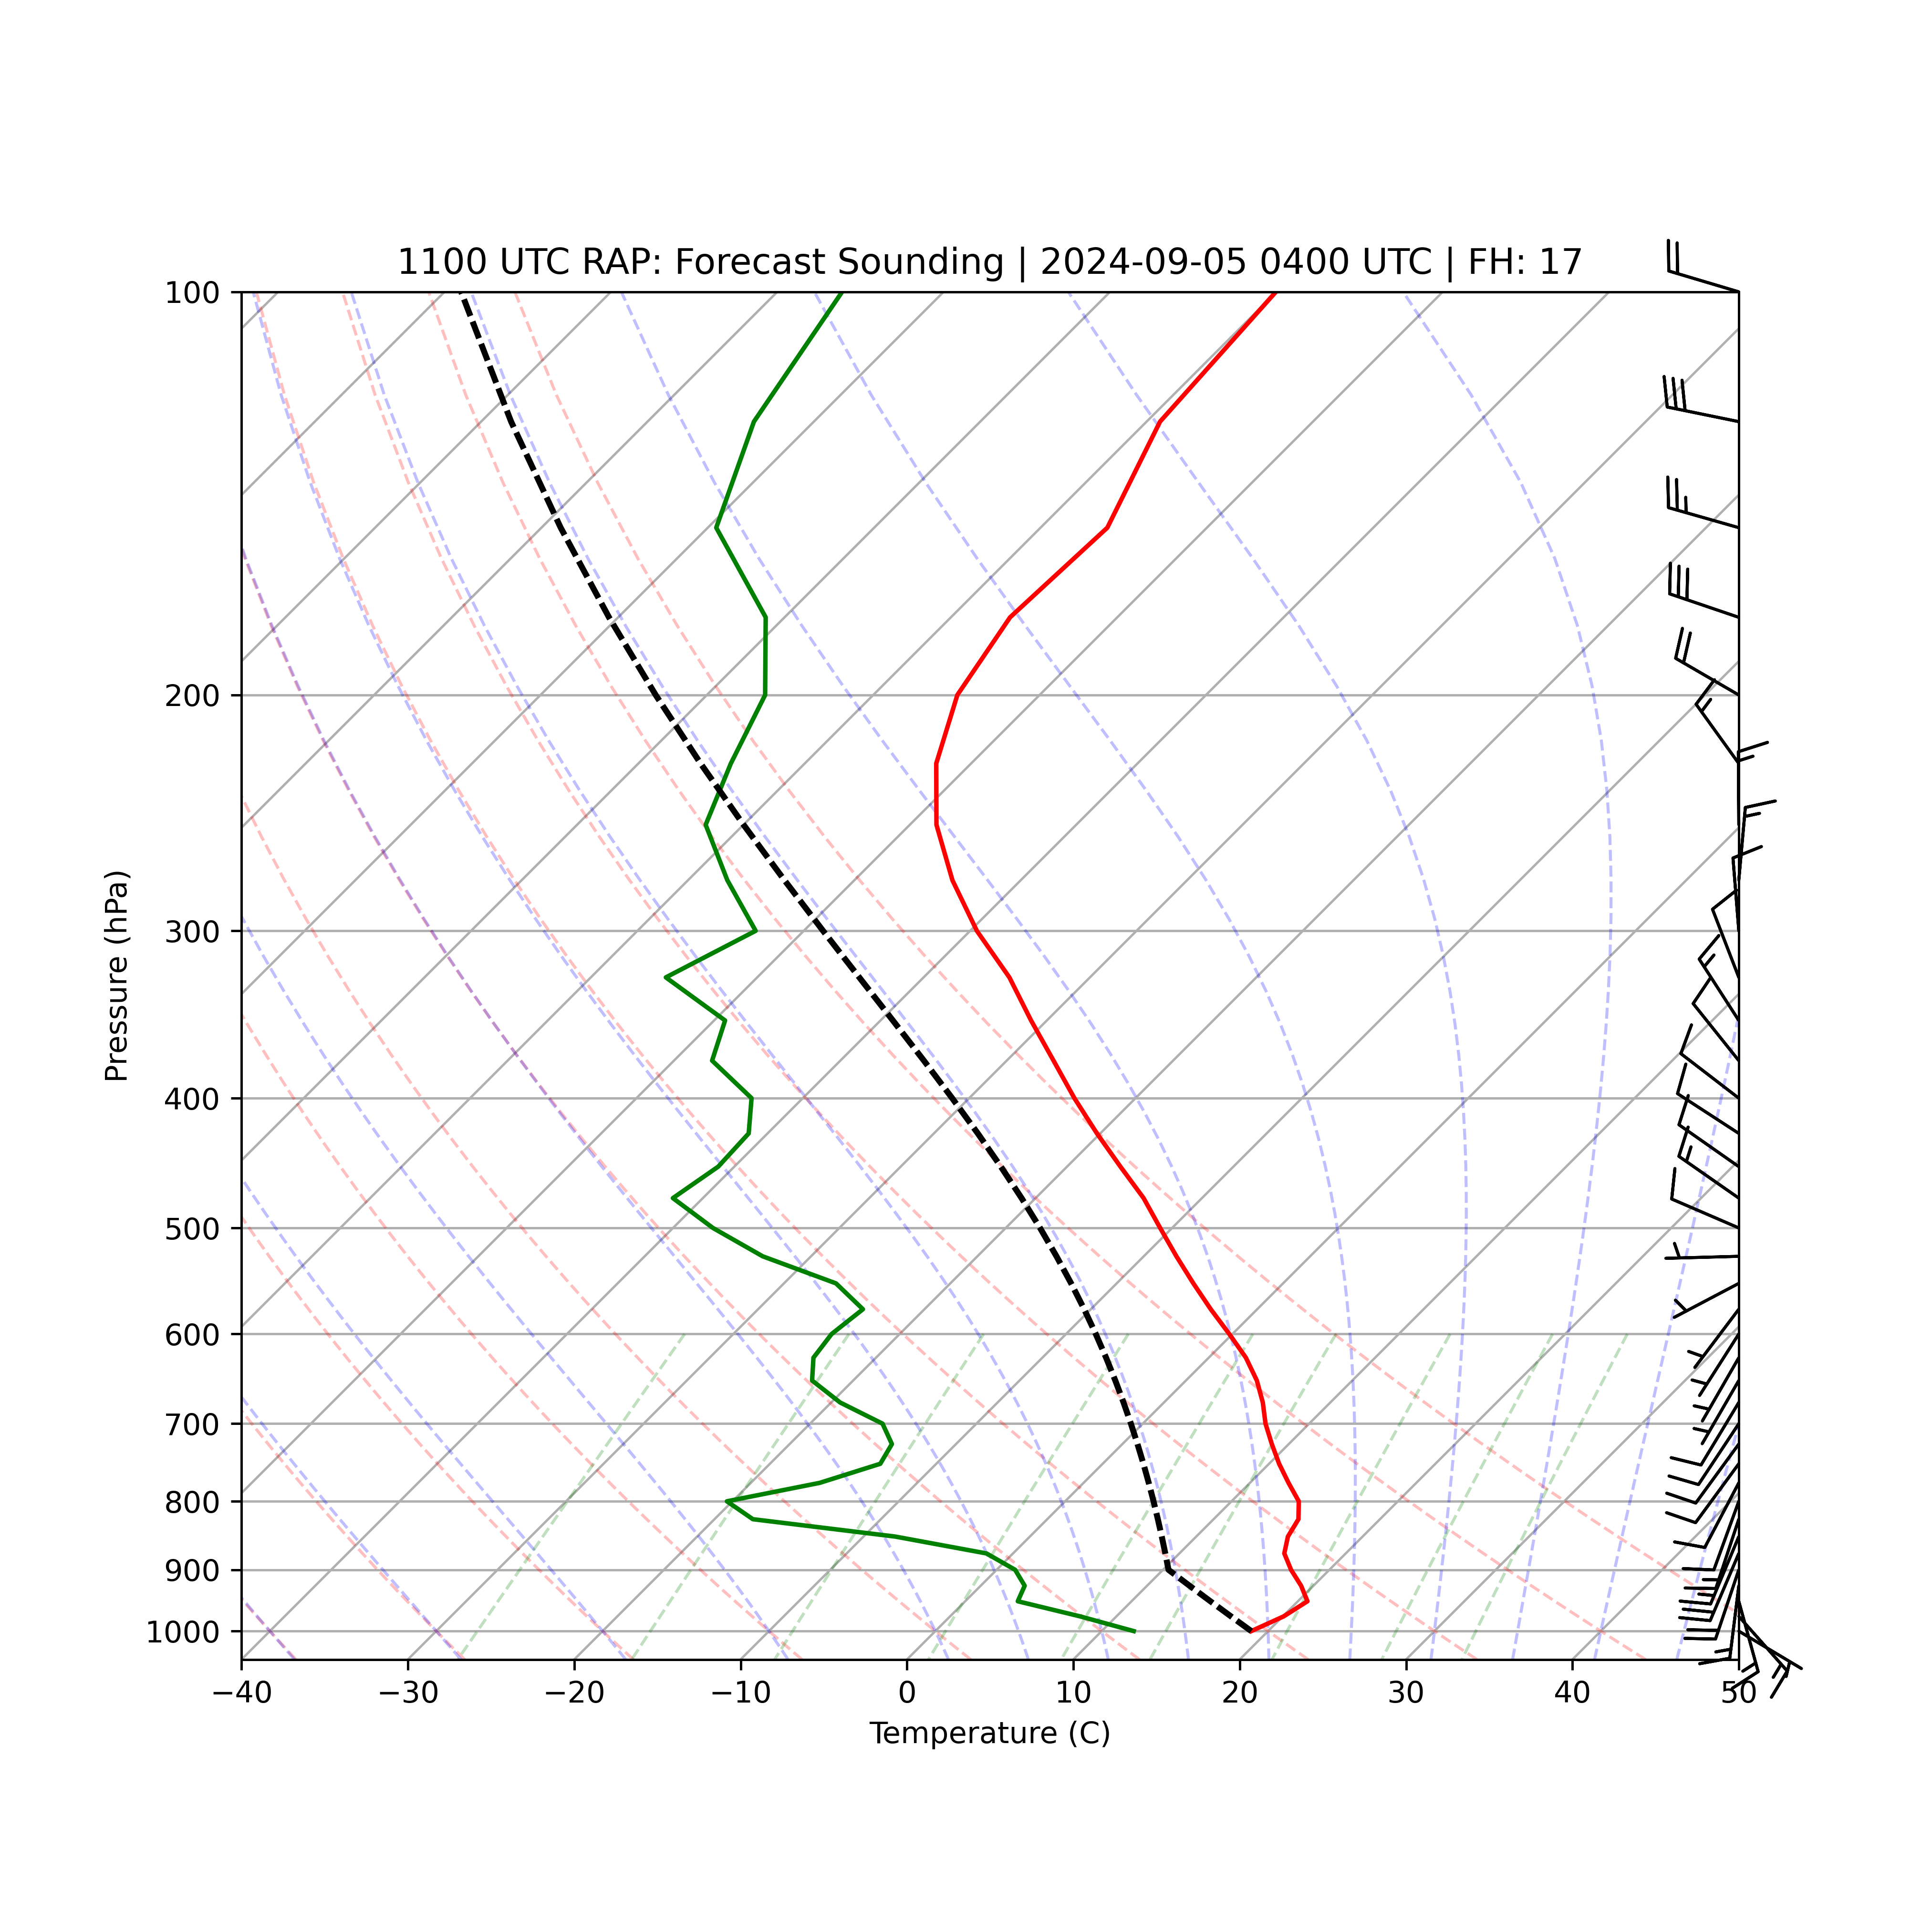 1100 UTC RAP: Forecast Sounding | 2024-09-05 0400 UTC | FH: 17
100
200
300
400
500
600
700
800
900
1000
Pressure (hPa)
−40 −30 −20 −10 0 10 20 30 40 50
Temperature (C)